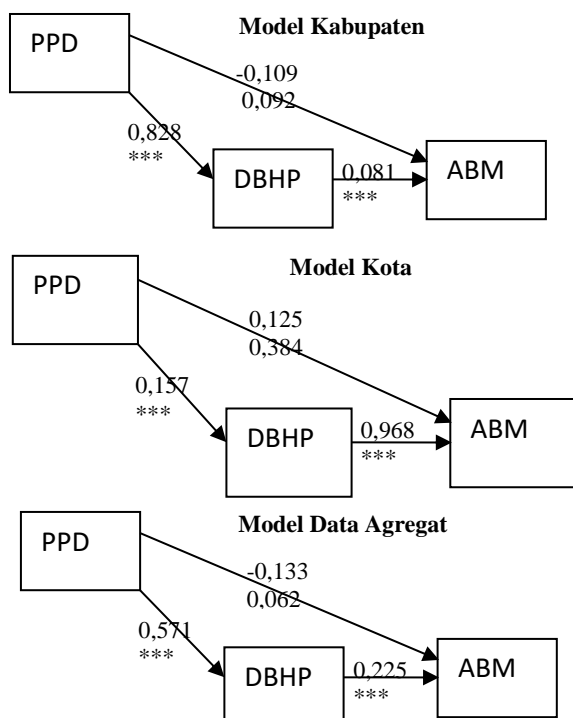 Model Kabupaten
PPD
-0,109
0,092
0,828
***
DBHP
0,081
***
ABM
Model Kota
PPD
0,125
0,384
0,157
***
DBHP
0,968
***
ABM
Model Data Agregat
PPD
-0,133
0,062
0,571
***
DBHP
0,225
***
ABM